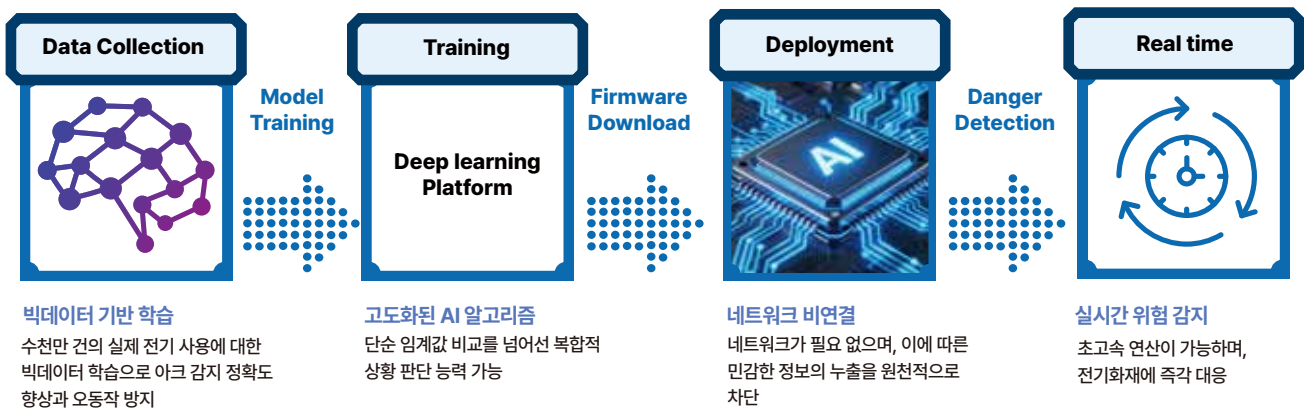 Data Collection
Model
Training
Training
Deep learning
Platform
Firmware
Download
Deployment
AI
Danger
Detection
Real time
빅데이터 기반 학습
수천만 건의 실제 전기 사용에 대한
빅데이터 학습으로 아크 감지 정확도
향상과 오동작 방지
고도화된 AI 알고리즘
단순 임계값 비교를 넘어선 복합적
상황 판단 능력 가능
네트워크 비연결
네트워크가 필요 없으며, 이에 따른
민감한 정보의 누출을 원천적으로
차단
실시간 위험 감지
초고속 연산이 가능하며,
전기화재에 즉각 대응